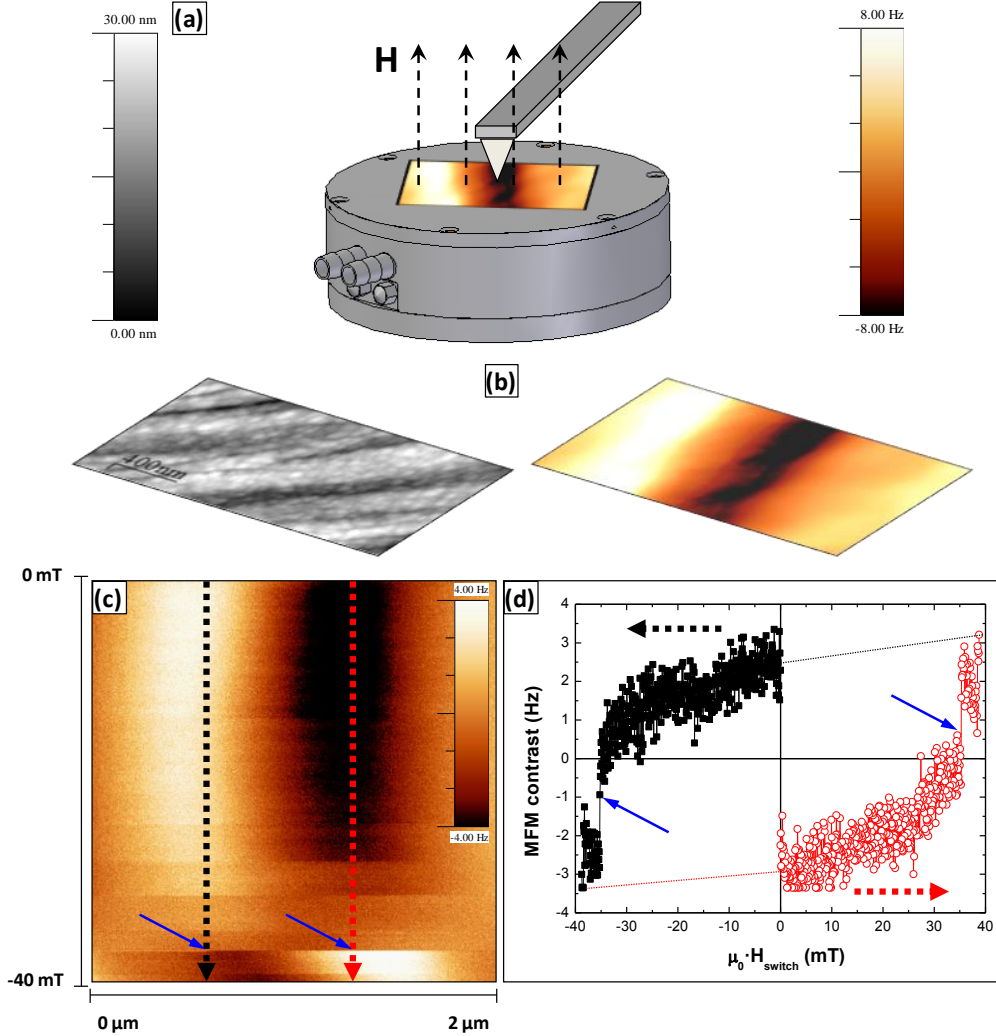 30.00 nm
(a)
H
8.00 Hz
0.00 nm
-8.00 Hz
(b)
400nm
0 mT
(c)
4.00 Hz
-4.00 Hz
-40 mT
0 µm
2 µm
(d)
4
3
2
1
0
-1
-2
-3
-4
MFM contrast (Hz)
-40 -30 -20 -10 0 10 20 30 40
µ₀·H_switch (mT)